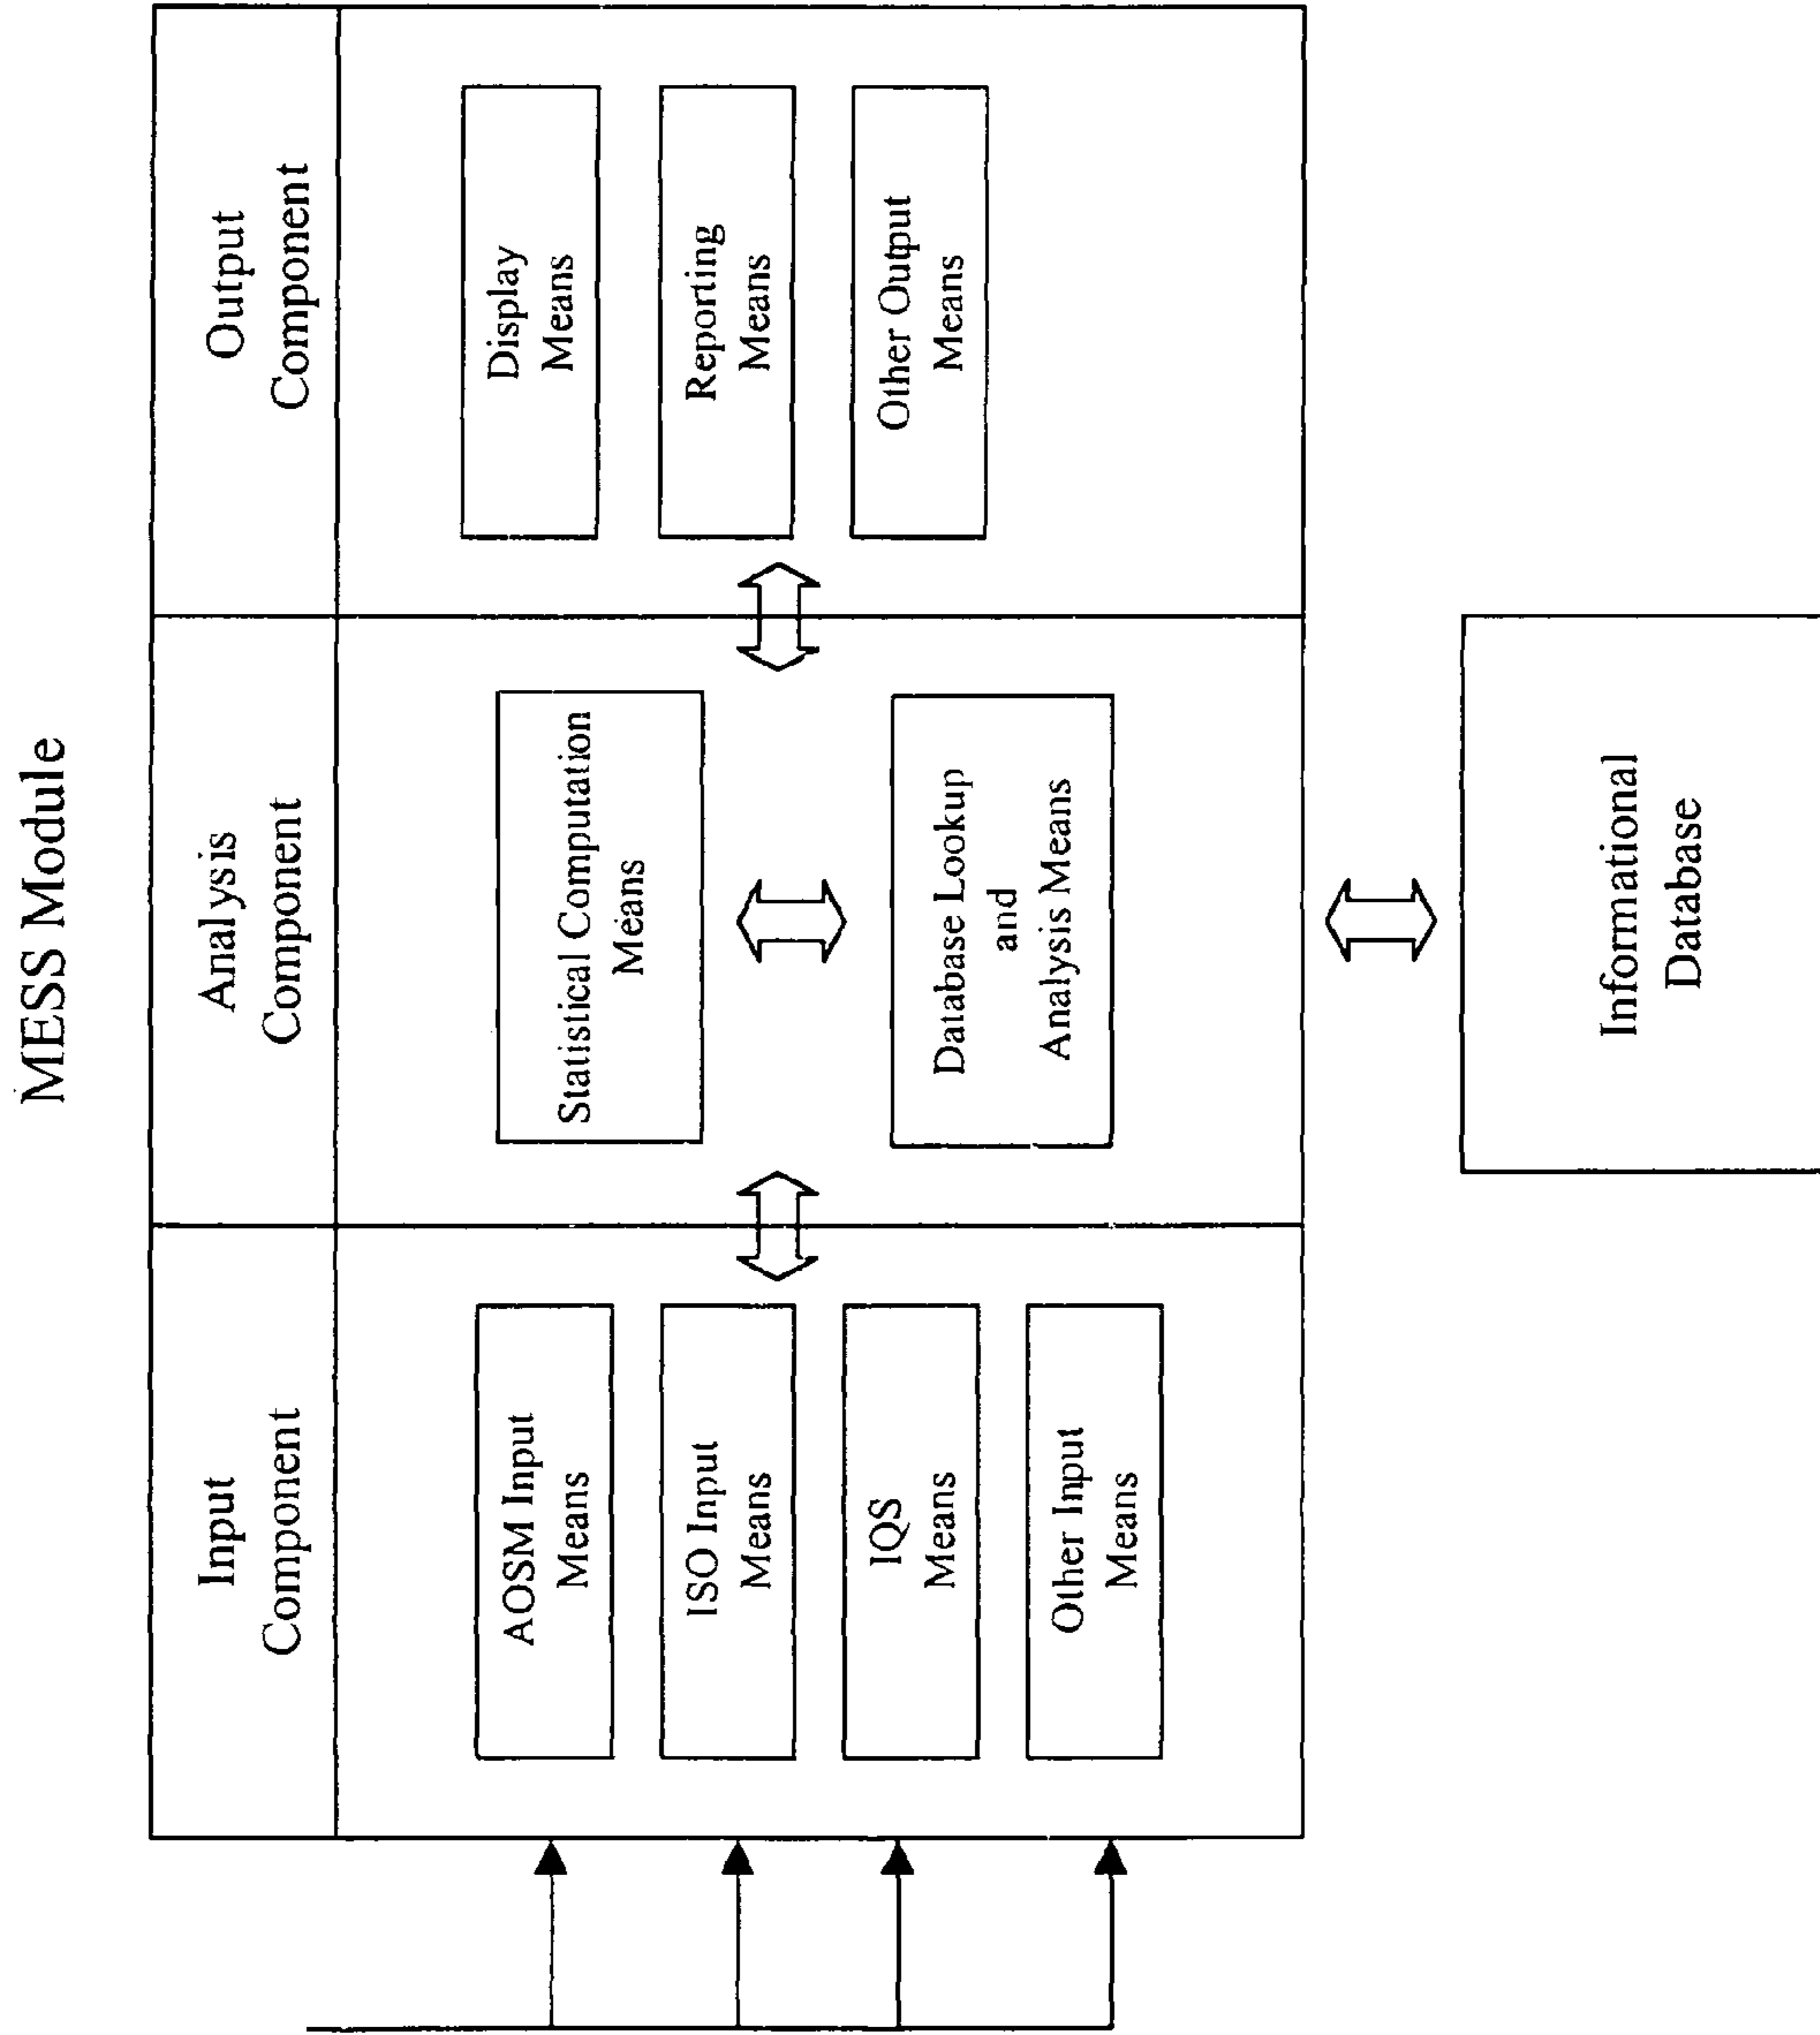 MESS Module
Input
Component
Analysis
Component
Output
Component
AOSM Input
Means
ISO Input
Means
IQS
Means
Other Input
Means
Statistical Computation
Means
Database Lookup
and
Analysis Means
Display
Means
Reporting
Means
Other Output
Means
Informational
Database